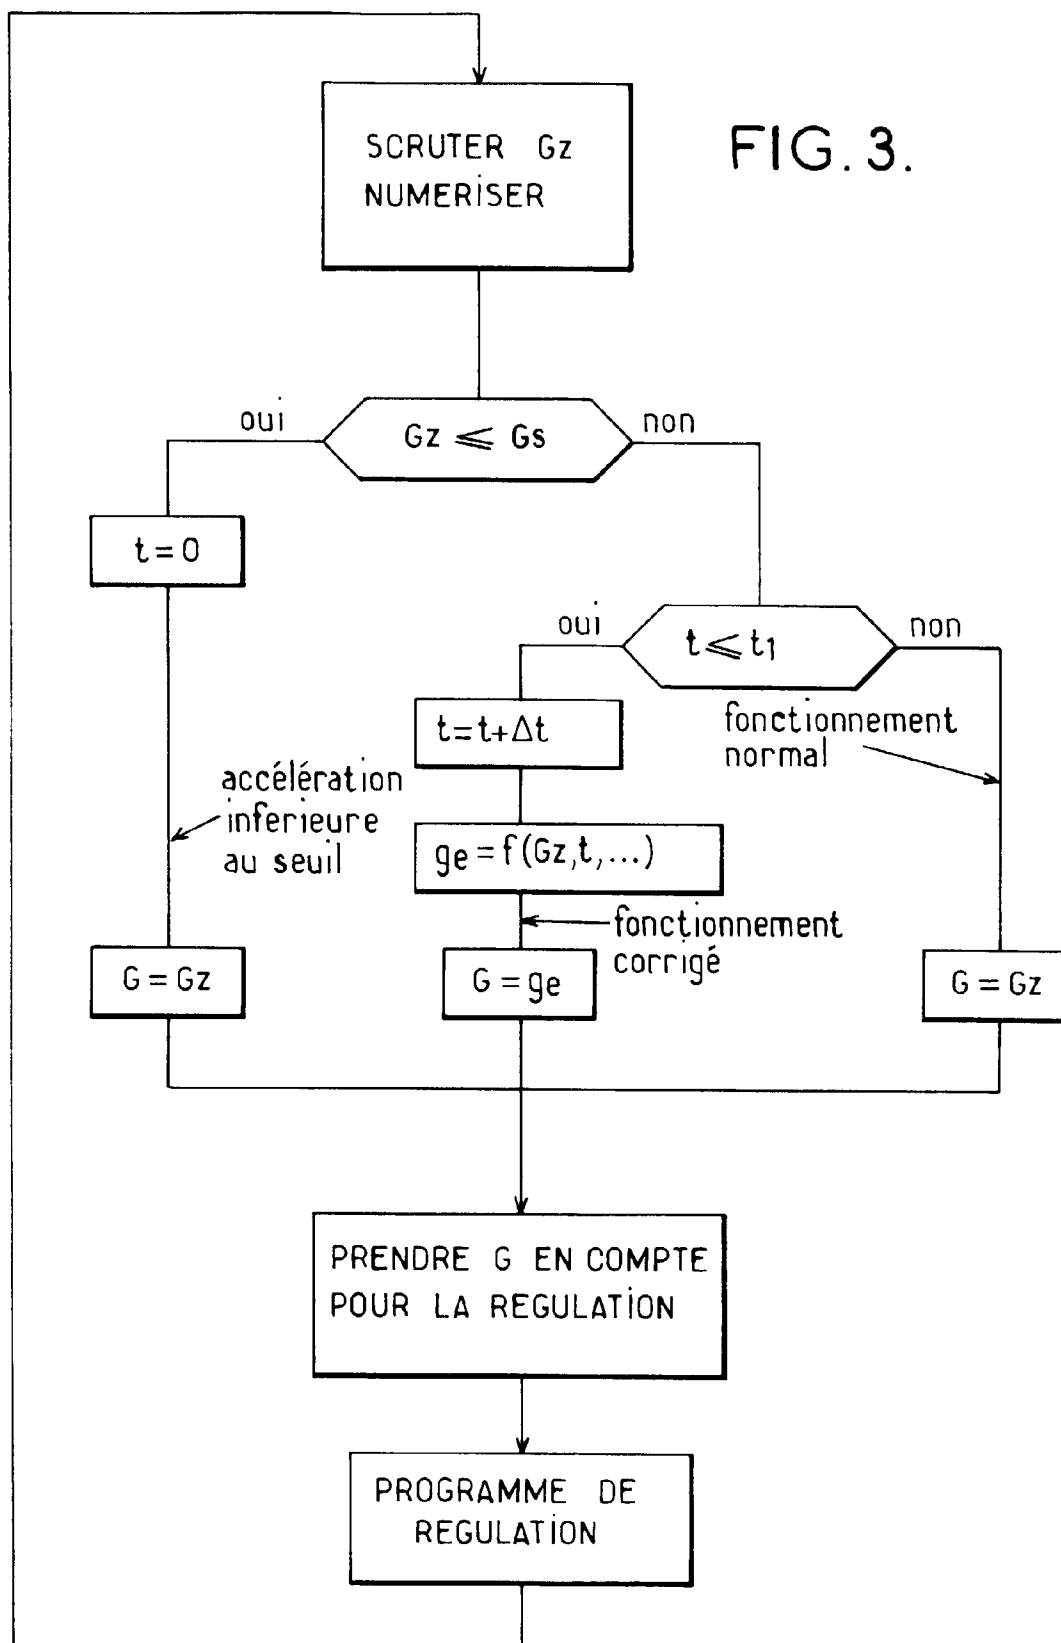 FIG. 3.
SCRUTER Gz
NUMERISER
oui
Gz ⩽ Gs
non
t = 0
oui
t ⩽ t1
non
t = t + Δt
fonctionnement
normal
accélération
inferieure
au seuil
ge = f (Gz, t, ...)
fonctionnement
corrigé
G = Gz
G = ge
G = Gz
PRENDRE G EN COMPTE
POUR LA REGULATION
PROGRAMME DE
REGULATION